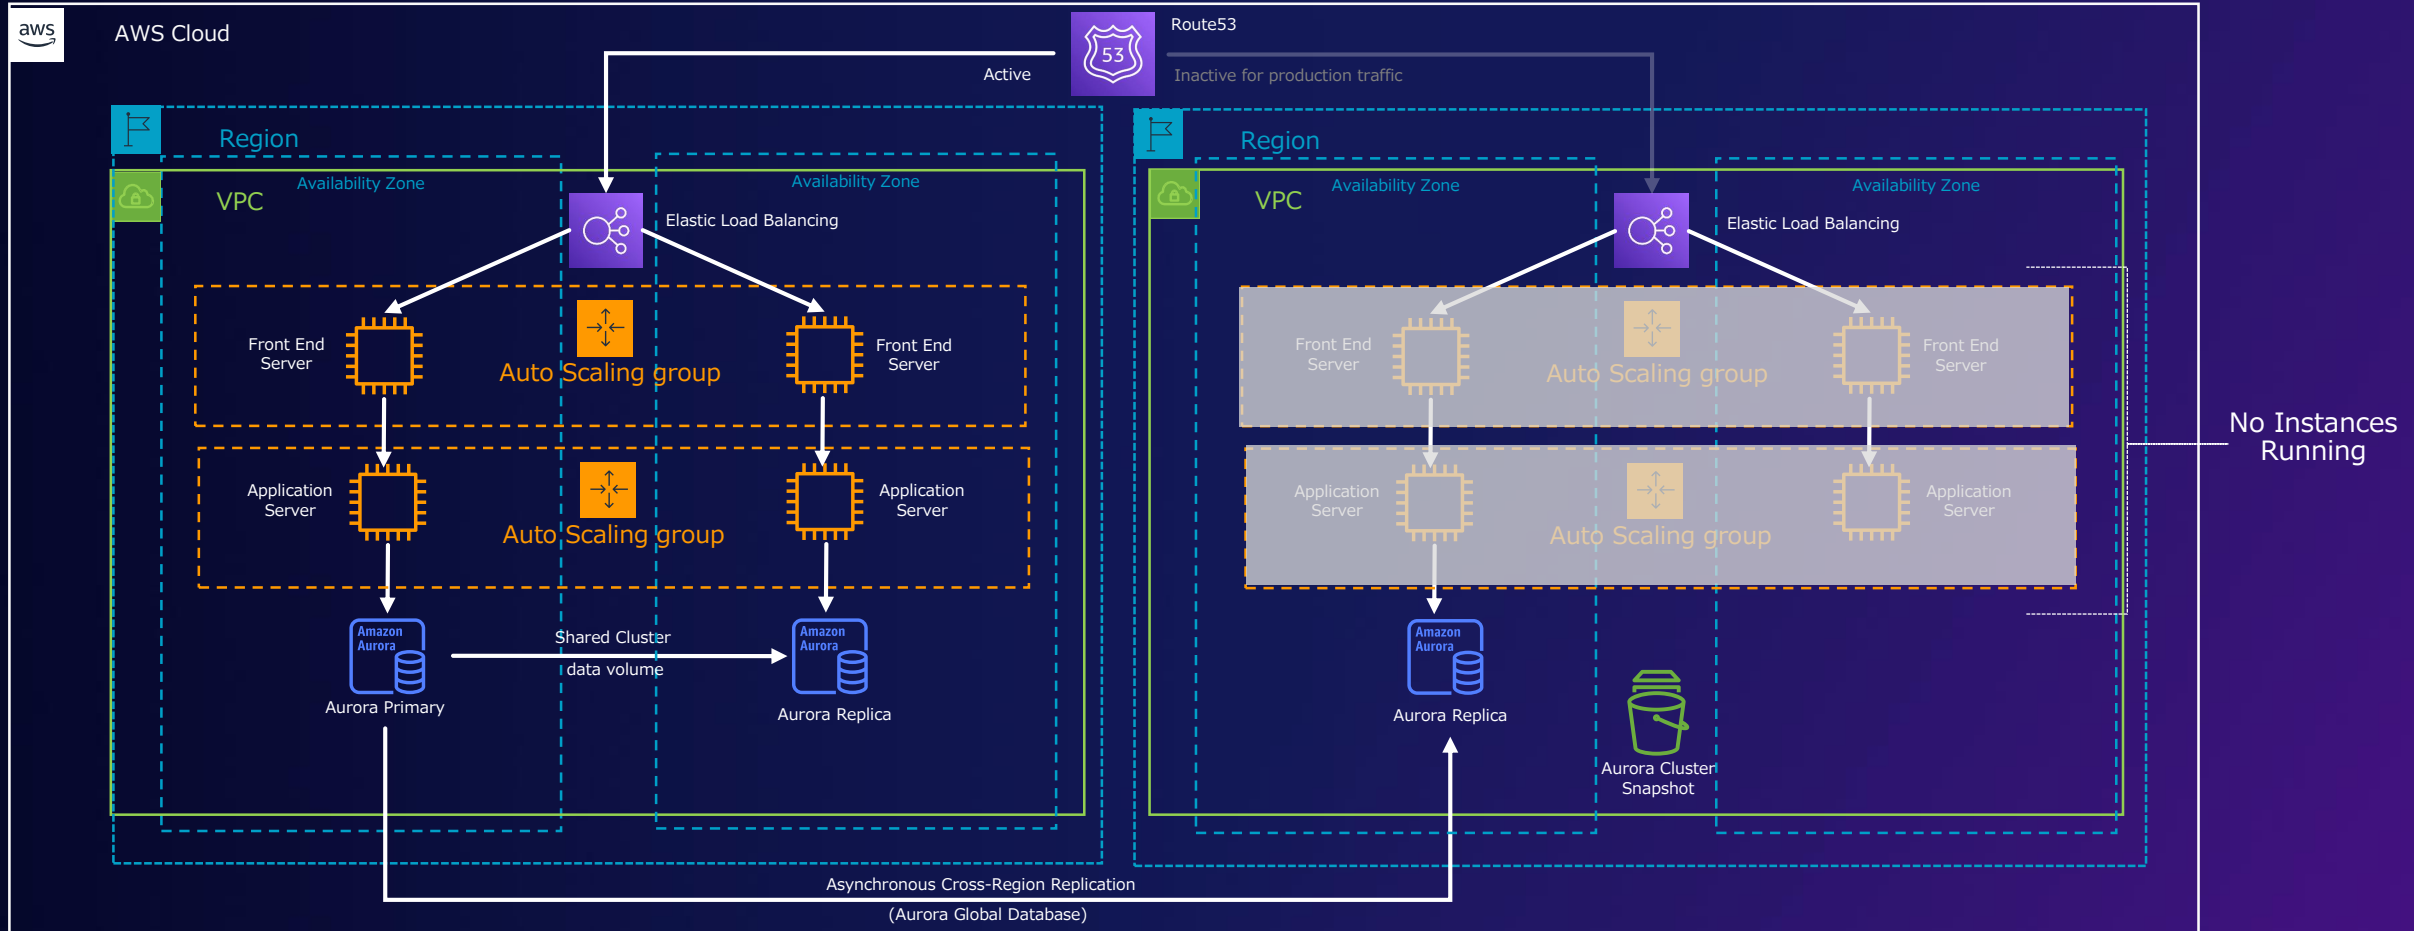 aws
AWS Cloud
Route53
53
Active
Inactive for production traffic
Region
Availability Zone
Availability Zone
VPC
Elastic Load Balancing
Front End
Server
Auto Scaling group
Front End
Server
Application
Server
Auto Scaling group
Application
Server
Amazon
Aurora
Shared Cluster
data volume
Amazon
Aurora
Aurora Primary
Aurora Replica
Region
Availability Zone
Availability Zone
VPC
Elastic Load Balancing
Front End
Server
Auto Scaling group
Front End
Server
Application
Server
Auto Scaling group
Application
Server
No Instances
Running
Amazon
Aurora
Aurora Replica
Aurora Cluster
Snapshot
Asynchronous Cross-Region Replication
(Aurora Global Database)